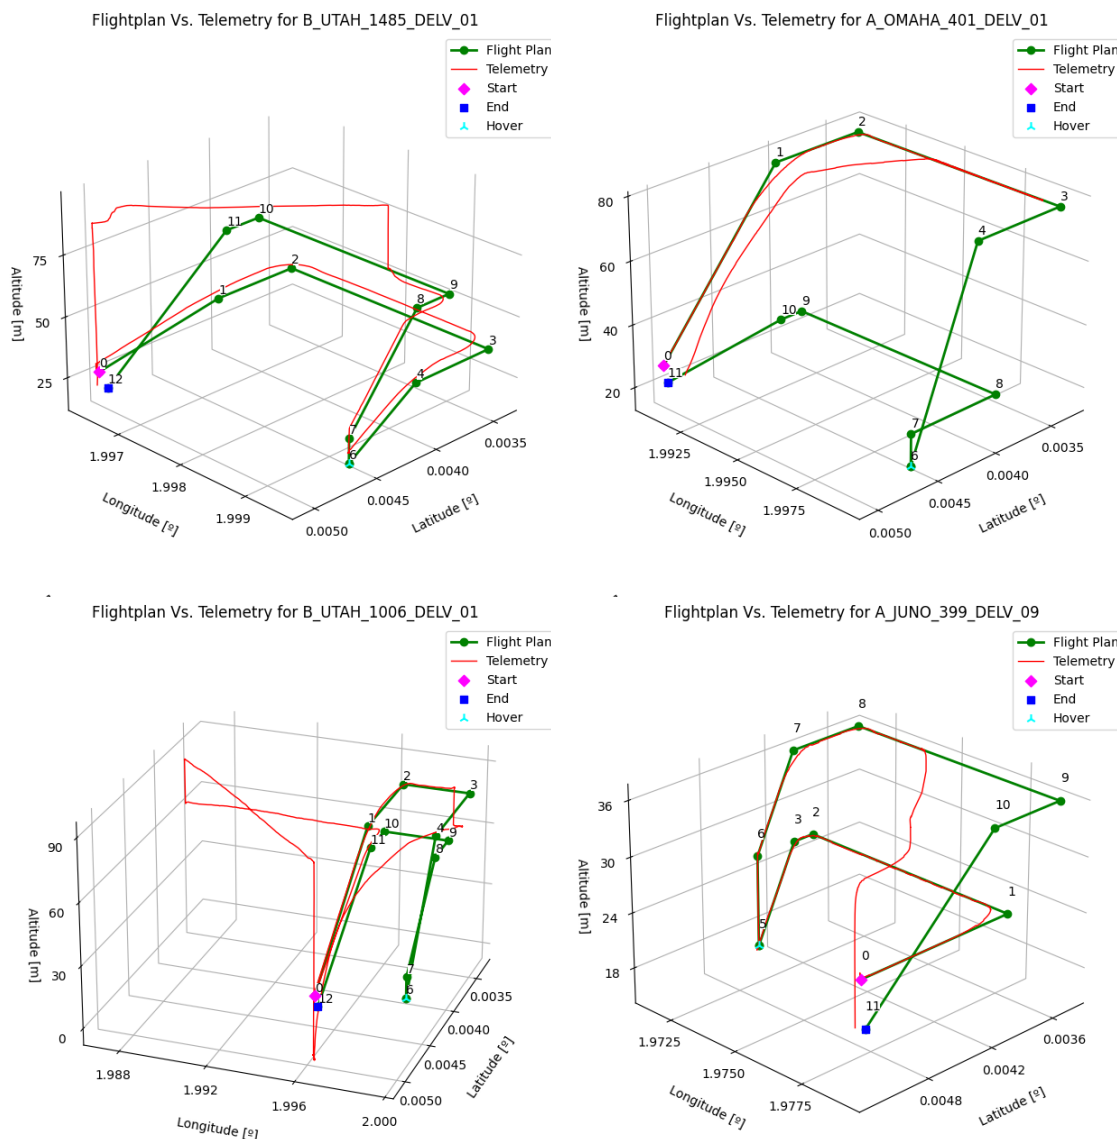 Flightplan Vs. Telemetry for B_UTAH_1485_DELV_01
Flight Plan
Telemetry
Start
End
Hover
10
11
2
1
9
8
3
4
0
12
7
6
75
50
25
Altitude [m]
1.997
1.998
1.999
Longitude [º]
0.0050
0.0045
0.0040
0.0035
Latitude [º]
Flightplan Vs. Telemetry for A_OMAHA_401_DELV_01
Flight Plan
Telemetry
Start
End
Hover
2
1
3
4
9
10
0
11
8
7
6
80
60
40
20
Altitude [m]
1.9925
1.9950
1.9975
Longitude [º]
0.0050
0.0045
0.0040
0.0035
Latitude [º]
Flightplan Vs. Telemetry for B_UTAH_1006_DELV_01
Flight Plan
Telemetry
Start
End
Hover
2
3
1
10
4
9
11
8
7
6
0
12
90
60
30
0
Altitude [m]
1.988
1.992
1.996
2.000
Longitude [º]
0.0050
0.0045
0.0040
0.0035
Latitude [º]
Flightplan Vs. Telemetry for A_JUNO_399_DELV_09
Flight Plan
Telemetry
Start
End
Hover
8
7
9
10
3
2
6
1
5
0
11
36
30
24
18
Altitude [m]
1.9725
1.9750
1.9775
Longitude [º]
0.0048
0.0042
0.0036
Latitude [º]